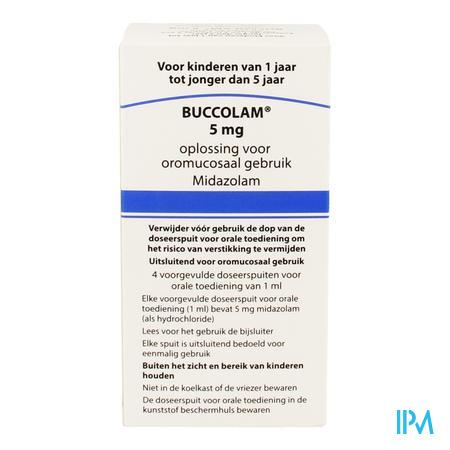 Voor kinderen van 1 jaar
tot jonger dan 5 jaar
BUCCOLAM®
5 mg
oplossing voor
oromucosaal gebruik
Midazolam
Verwijder vóór gebruik de dop van de
doseerspuit voor orale toediening om
het risico van verstikking te vermijden
Uitsluitend voor oromucosaal gebruik
4 voorgevulde doseerspuiten voor
orale toediening van 1 ml
Elke voorgevulde doseerspuit voor orale
toediening (1 ml) bevat 5 mg midazolam
(als hydrochloride)
Lees voor het gebruik de bijsluiter
Elke spuit is uitsluitend bedoeld voor
eenmalig gebruik
Buiten het zicht en bereik van kinderen
houden
Niet in de koelkast of de vriezer bewaren
De doseerspuit voor orale toediening in de
kunststof beschermhuls bewaren
IPM